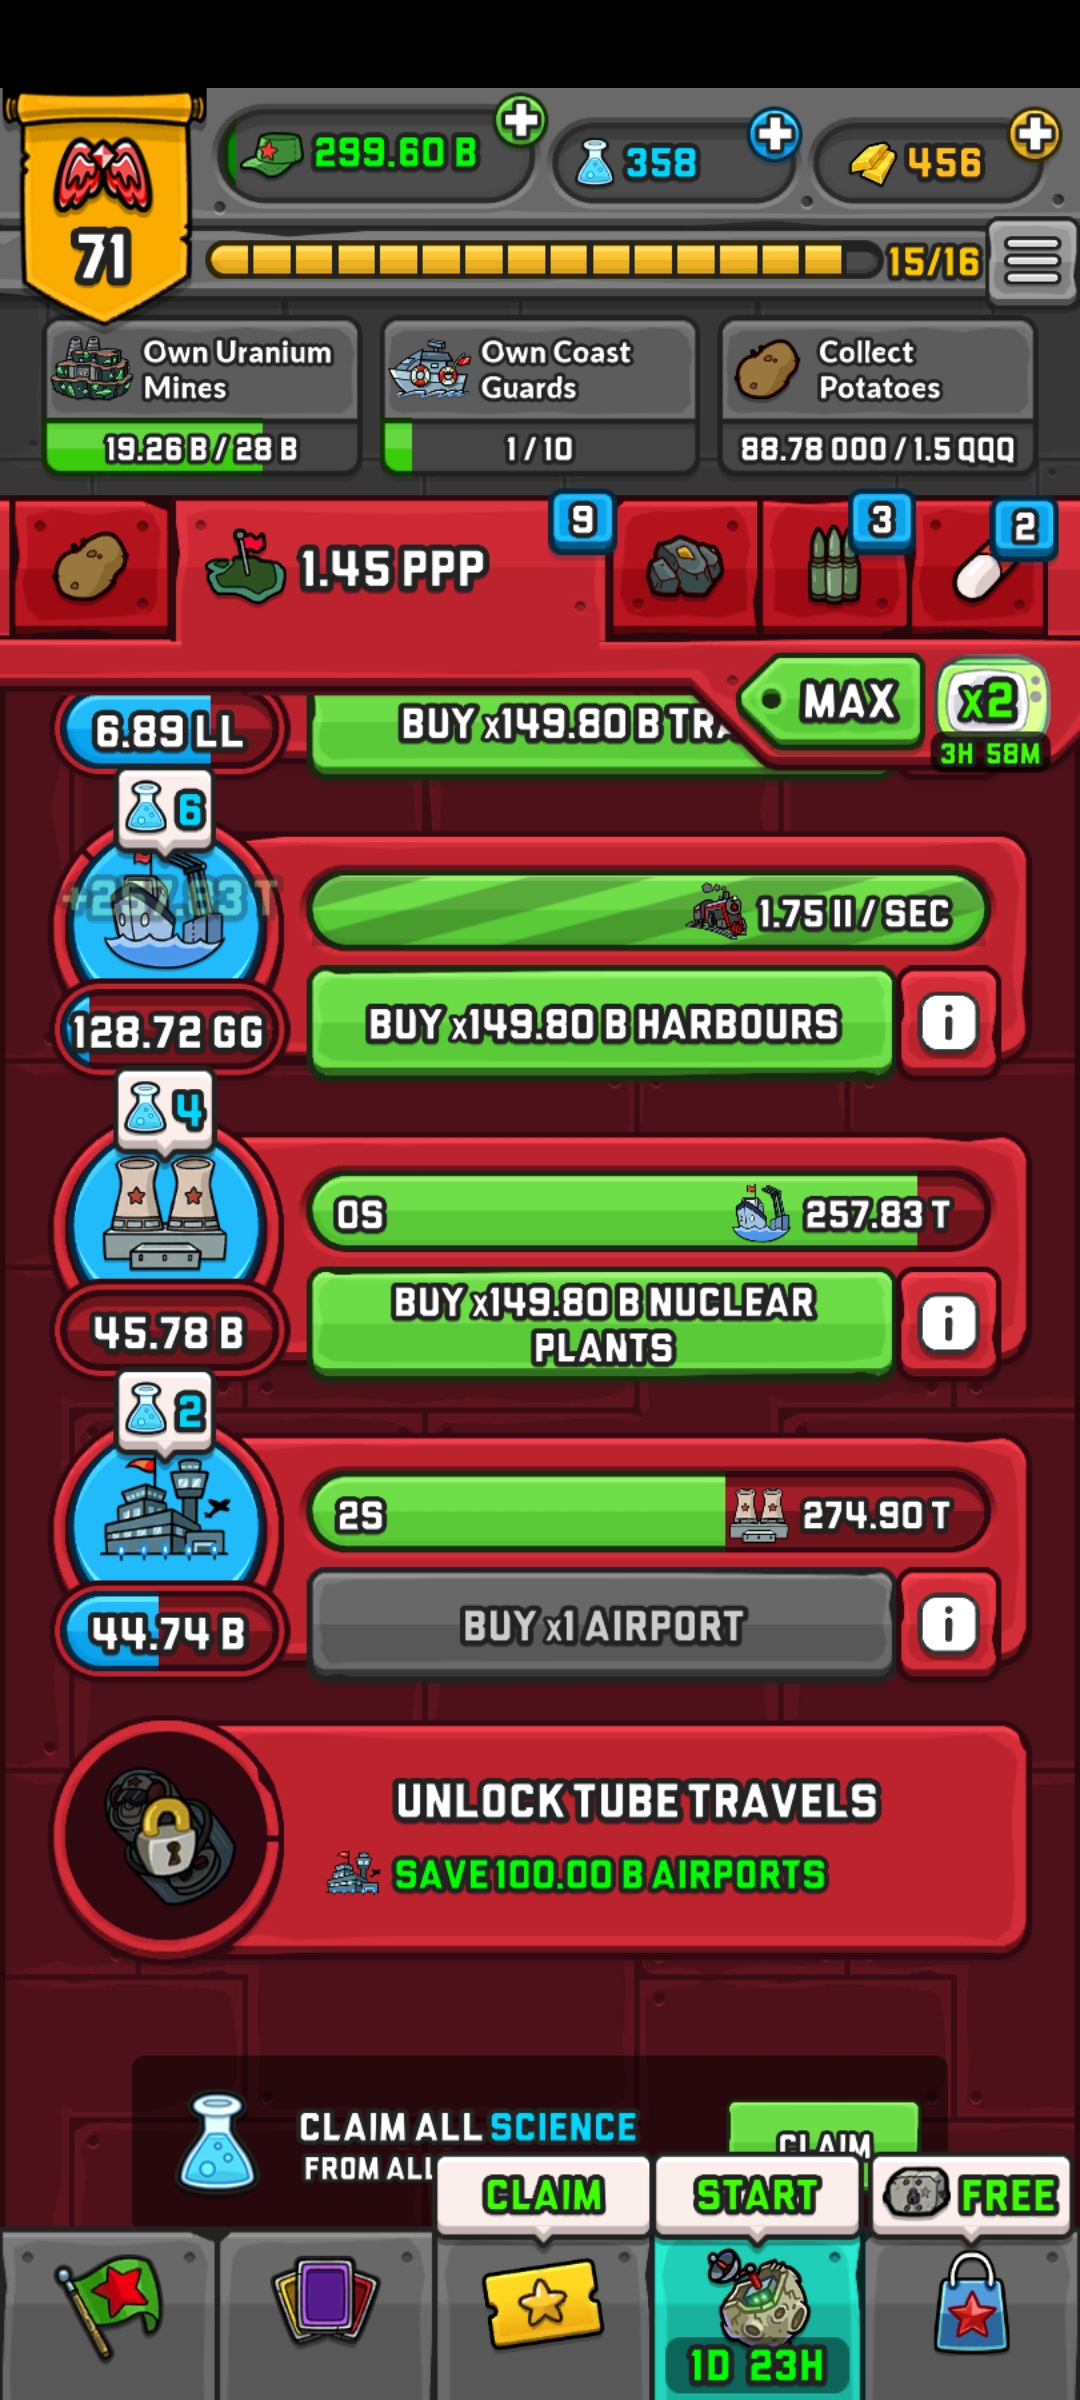 299.60 B
358
456
71
15/16
Own Uranium
Mines
19.26 B / 28 B
Own Coast
Guards
1 / 10
Collect
Potatoes
88.78 OOO / 1.5 QQQ
1.45 PPP
9
3
2
MAX
x2
3H 58M
6.89 LL
BUY x149.80 B
6
+257.83 T
1.75 II / SEC
128.72 GG
BUY x149.80 B HARBOURS
i
4
0S
257.83 T
45.78 B
BUY x149.80 B NUCLEAR
PLANTS
i
2
2S
274.90 T
44.74 B
BUY x1 AIRPORT
i
UNLOCK TUBE TRAVELS
SAVE 100.00 B AIRPORTS
CLAIM ALL SCIENCE
FROM ALL
CLAIM
CLAIM
START
FREE
1D 23H